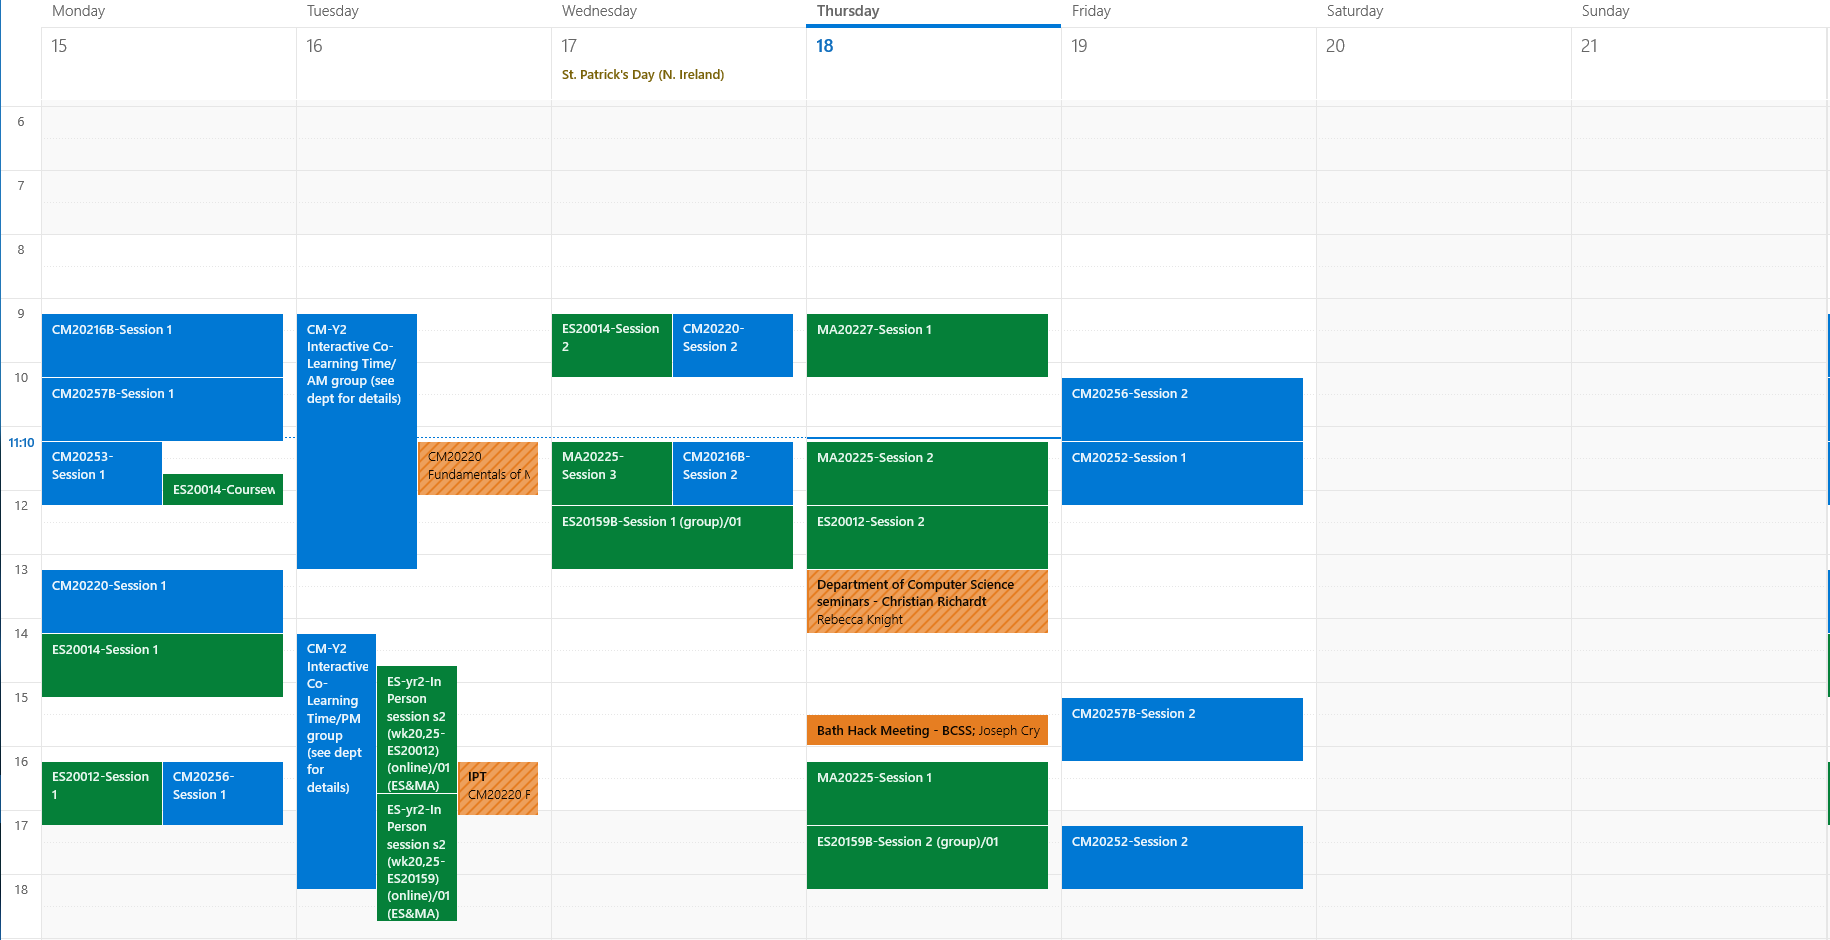 Monday
Tuesday
Wednesday
Thursday
Friday
Saturday
Sunday
15
16
17
18
19
20
21
St. Patrick's Day (N. Ireland)
6
7
8
9
10
11:10
12
13
14
15
16
17
18
CM20216B-Session 1
CM20257B-Session 1
CM20253-
Session 1
ES20014-Coursew
CM20220-Session 1
ES20014-Session 1
ES20012-Session
1
CM20256-
Session 1
CM-Y2
Interactive Co-
Learning Time/
AM group (see
dept for details)
CM20220
Fundamentals of M
CM-Y2
Interactive
Co-
Learning
Time/PM
group
(see dept
for
details)
ES-yr2-In
Person
session s2
(wk20,25-
ES20012)
(online)/01
(ES&MA)
ES-yr2-In
Person
session s2
(wk20,25-
ES20159)
(online)/01
(ES&MA)
IPT
CM20220 F
ES20014-Session
2
CM20220-
Session 2
MA20225-
Session 3
CM20216B-
Session 2
ES20159B-Session 1 (group)/01
MA20227-Session 1
MA20225-Session 2
ES20012-Session 2
Department of Computer Science
seminars - Christian Richardt
Rebecca Knight
Bath Hack Meeting - BCSS; Joseph Cry
MA20225-Session 1
ES20159B-Session 2 (group)/01
CM20256-Session 2
CM20252-Session 1
CM20257B-Session 2
CM20252-Session 2